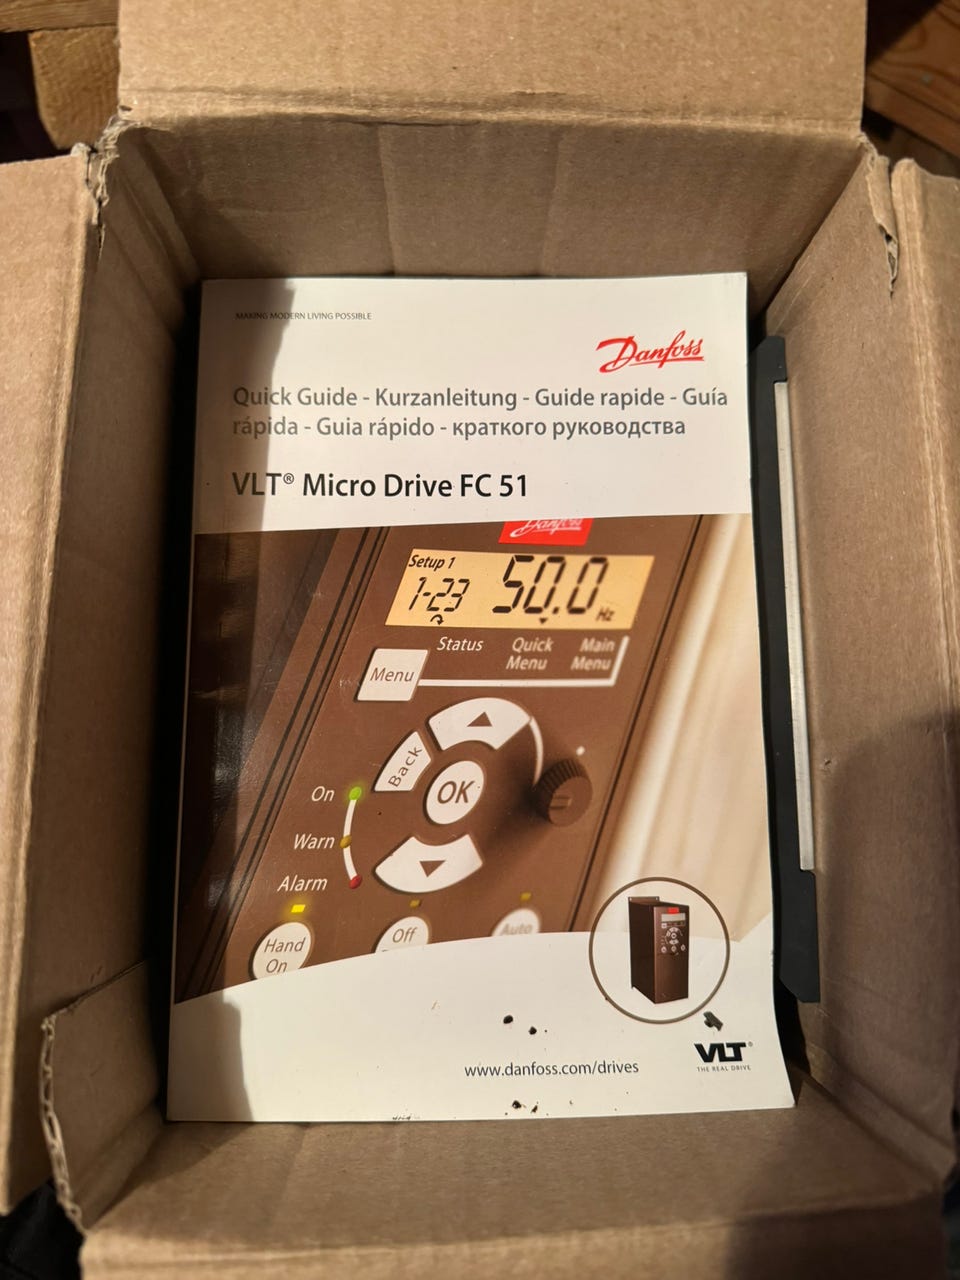 MAKING MODERN LIVING POSSIBLE
Danfoss
Quick Guide - Kurzanleitung - Guide rapide - Guía
rápida - Guia rápido - краткого руководства
VLT® Micro Drive FC 51
Danfoss
Setup 1
1-23 50.0 Hz
Status Quick Menu Main Menu
Menu
Back
OK
On
Warn
Alarm
Hand On
Off
Auto
www.danfoss.com/drives
VLT®
THE REAL DRIVE